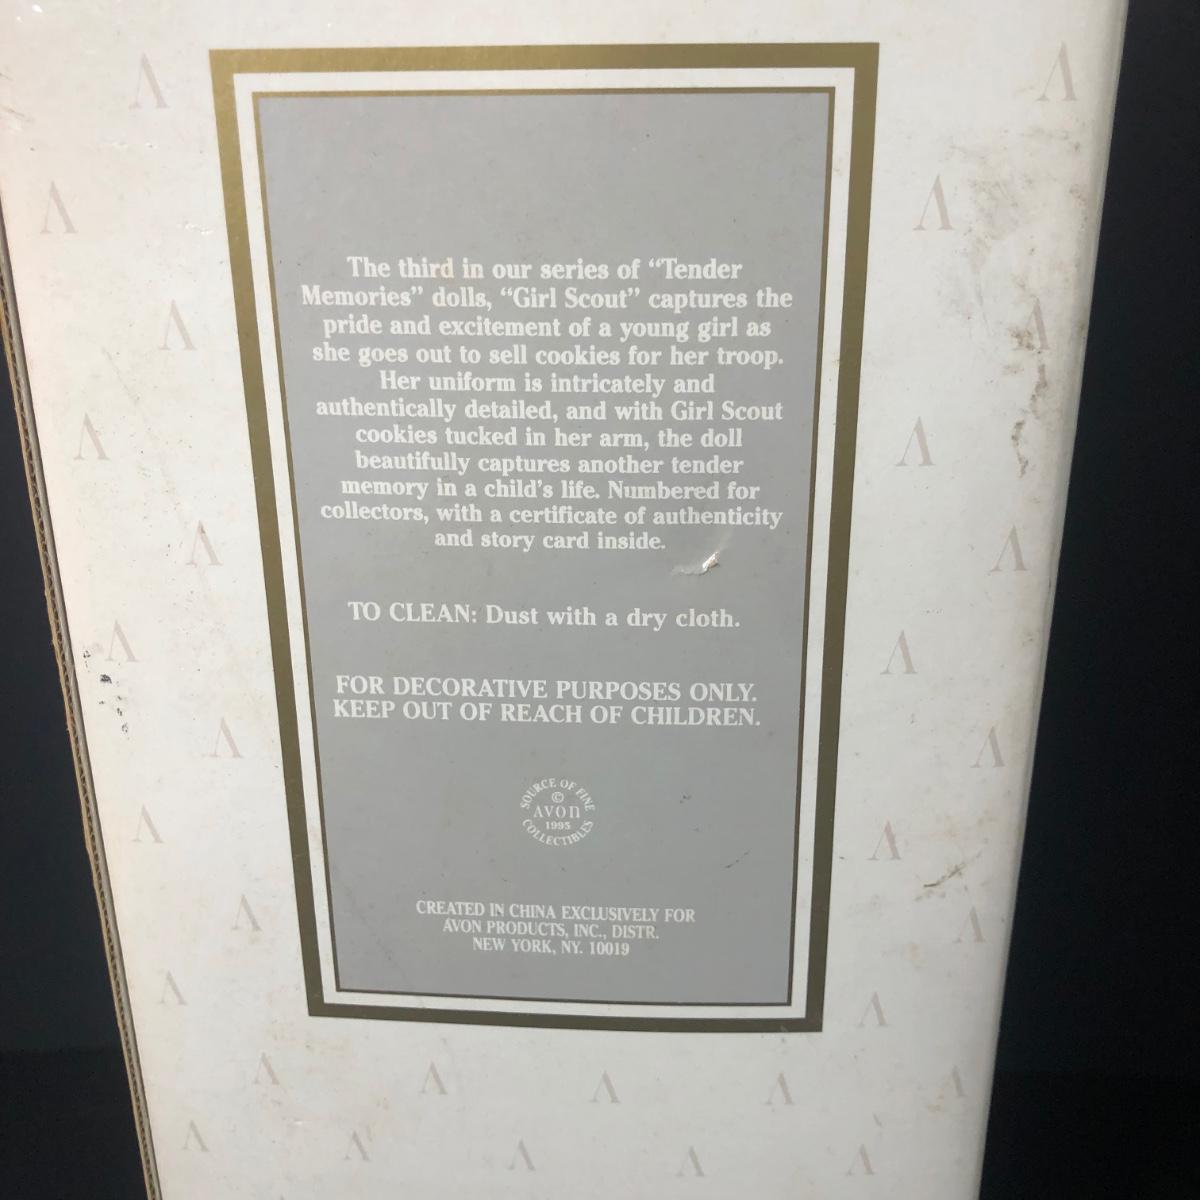 The third in our series of “Tender
Memories” dolls, “Girl Scout” captures the
pride and excitement of a young girl as
she goes out to sell cookies for her troop.
Her uniform is intricately and
authentically detailed, and with Girl Scout
cookies tucked in her arm, the doll
beautifully captures another tender
memory in a child's life. Numbered for
collectors, with a certificate of authenticity
and story card inside.
TO CLEAN: Dust with a dry cloth.
FOR DECORATIVE PURPOSES ONLY.
KEEP OUT OF REACH OF CHILDREN.
SOURCE OF FINE
©
AVON
1995
COLLECTIBLES
CREATED IN CHINA EXCLUSIVELY FOR
AVON PRODUCTS, INC., DISTR.
NEW YORK, NY. 10019